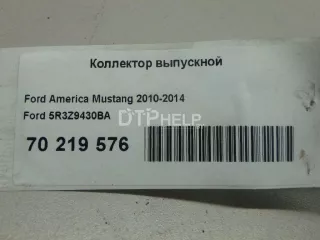 Коллектор выпускной
Ford America Mustang 2010-2014
Ford 5R3Z9430BA
DTPHELP
70 219 576